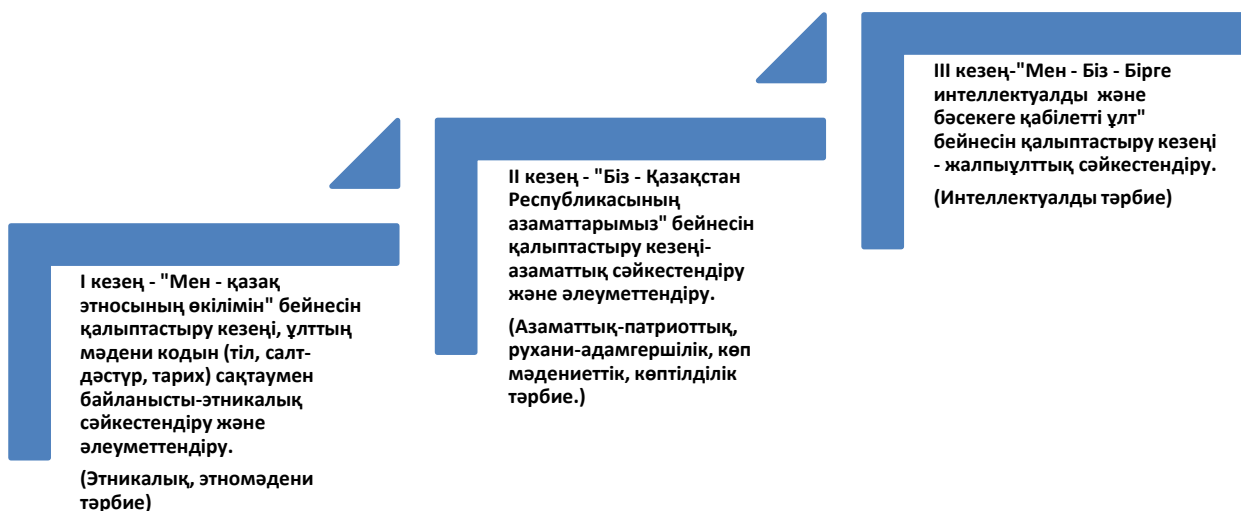 I кезең - "Мен - қазақ
этносының өкілімін" бейнесін
қалыптастыру кезеңі, ұлттың
мәдени кодын (тіл, салт-
дәстүр, тарих) сақтаумен
байланысты-этникалық
сәйкестендіру және
әлеуметтендіру.
(Этникалық, этномәдени
тәрбие)
II кезең - "Біз - Қазақстан
Республикасының
азаматтарымыз" бейнесін
қалыптастыру кезеңі-
азаматтық сәйкестендіру
және әлеуметтендіру.
(Азаматтық-патриоттық,
рухани-адамгершілік, көп
мәдениеттік, көптілділік
тәрбие.)
III кезең-"Мен - Біз - Бірге
интеллектуалды және
бәсекеге қабілетті ұлт"
бейнесін қалыптастыру кезеңі
- жалпыұлттық сәйкестендіру.
(Интеллектуалды тәрбие)